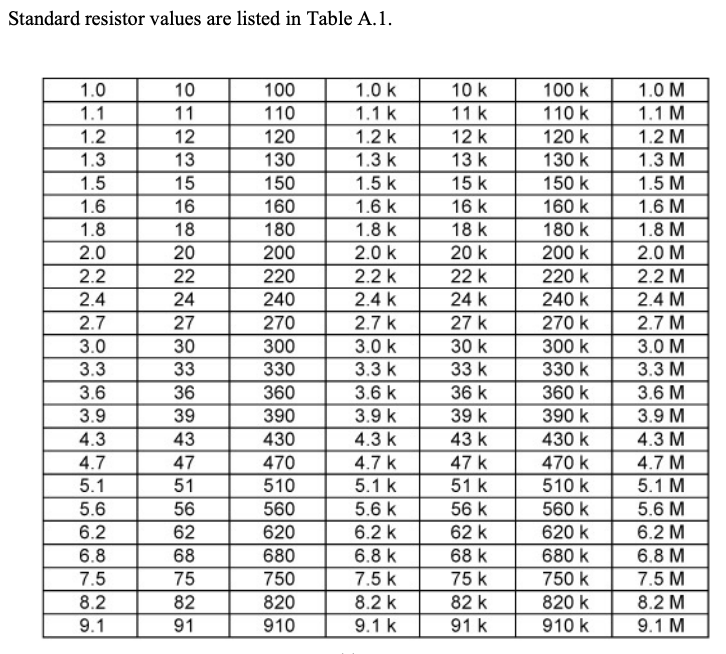 Standard resistor values are listed in Table A.1.
1.0 10 100 1.0 k 10 k 100 k 1.0 M
1.1 11 110 1.1 k 11 k 110 k 1.1 M
1.2 12 120 1.2 k 12 k 120 k 1.2 M
1.3 13 130 1.3 k 13 k 130 k 1.3 M
1.5 15 150 1.5 k 15 k 150 k 1.5 M
1.6 16 160 1.6 k 16 k 160 k 1.6 M
1.8 18 180 1.8 k 18 k 180 k 1.8 M
2.0 20 200 2.0 k 20 k 200 k 2.0 M
2.2 22 220 2.2 k 22 k 220 k 2.2 M
2.4 24 240 2.4 k 24 k 240 k 2.4 M
2.7 27 270 2.7 k 27 k 270 k 2.7 M
3.0 30 300 3.0 k 30 k 300 k 3.0 M
3.3 33 330 3.3 k 33 k 330 k 3.3 M
3.6 36 360 3.6 k 36 k 360 k 3.6 M
3.9 39 390 3.9 k 39 k 390 k 3.9 M
4.3 43 430 4.3 k 43 k 430 k 4.3 M
4.7 47 470 4.7 k 47 k 470 k 4.7 M
5.1 51 510 5.1 k 51 k 510 k 5.1 M
5.6 56 560 5.6 k 56 k 560 k 5.6 M
6.2 62 620 6.2 k 62 k 620 k 6.2 M
6.8 68 680 6.8 k 68 k 680 k 6.8 M
7.5 75 750 7.5 k 75 k 750 k 7.5 M
8.2 82 820 8.2 k 82 k 820 k 8.2 M
9.1 91 910 9.1 k 91 k 910 k 9.1 M